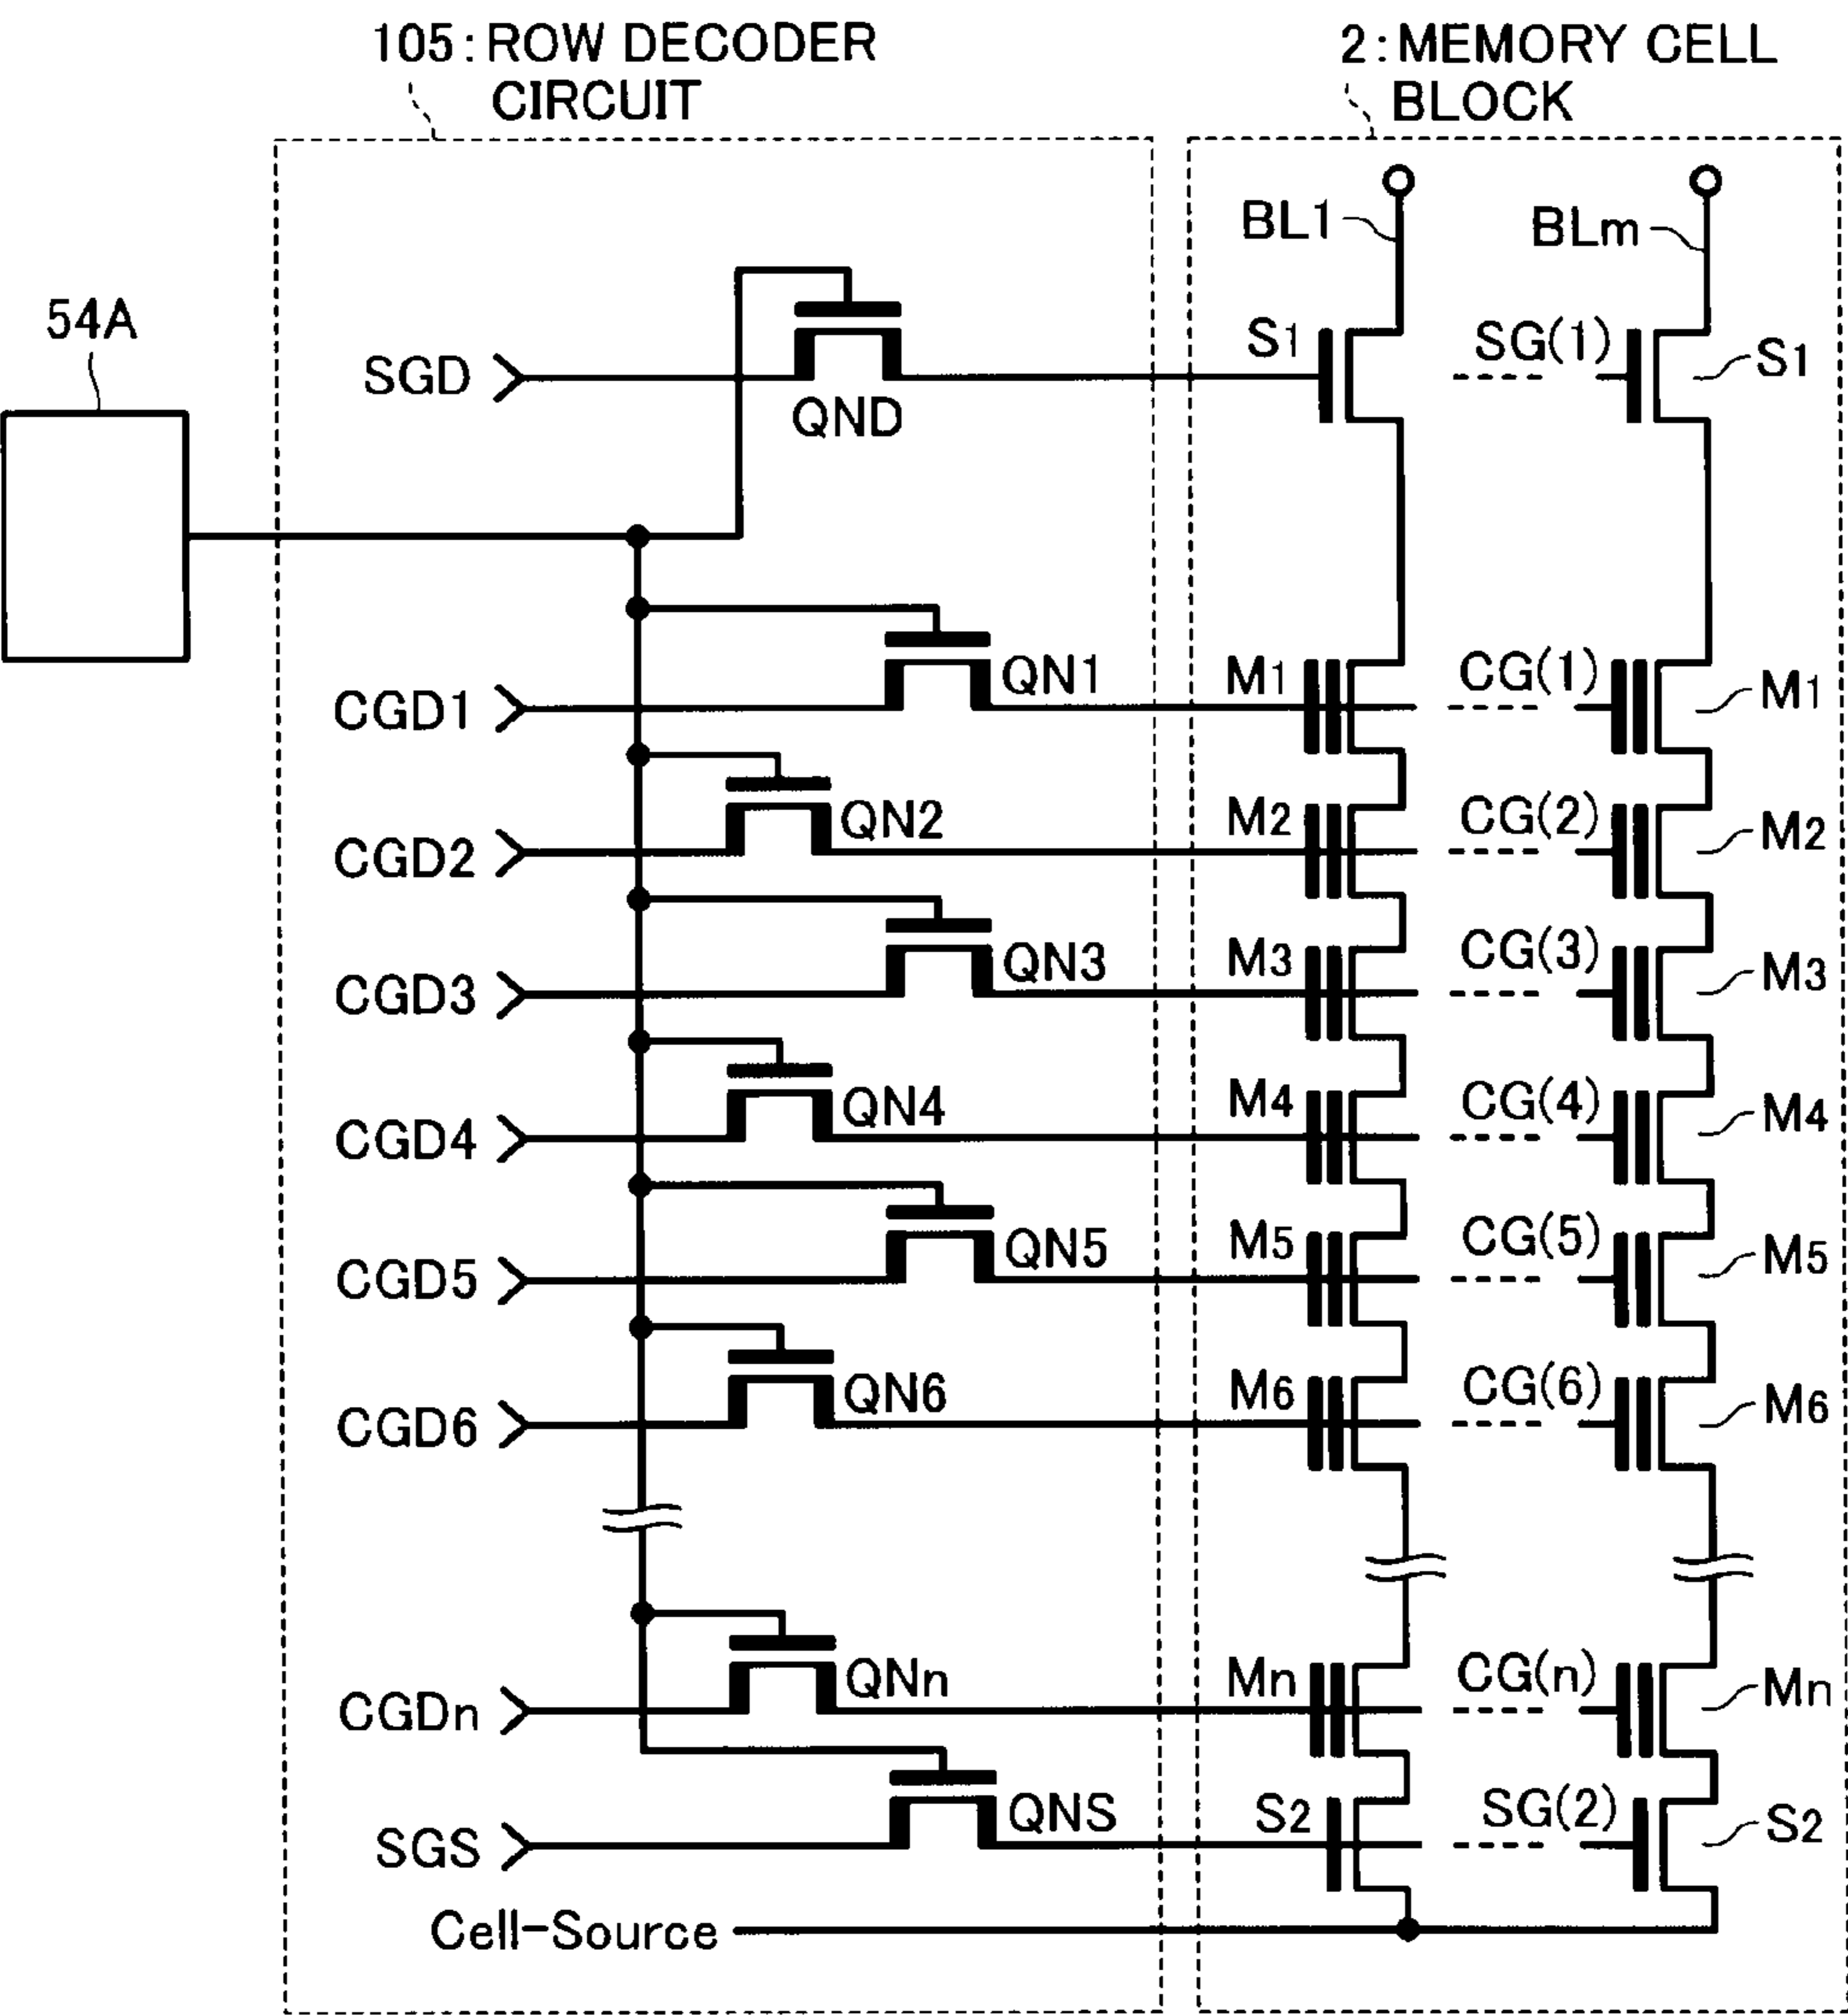 105: ROW DECODER
CIRCUIT
2: MEMORY CELL
BLOCK
BL1
BLm
54A
SGD
QND
S1
SG(1)
S1
CGD1
QN1
M1
CG(1)
M1
CGD2
QN2
M2
CG(2)
M2
CGD3
QN3
M3
CG(3)
M3
CGD4
QN4
M4
CG(4)
M4
CGD5
QN5
M5
CG(5)
M5
CGD6
QN6
M6
CG(6)
M6
CGDn
QNn
Mn
CG(n)
Mn
SGS
QNS
S2
SG(2)
S2
Cell-Source